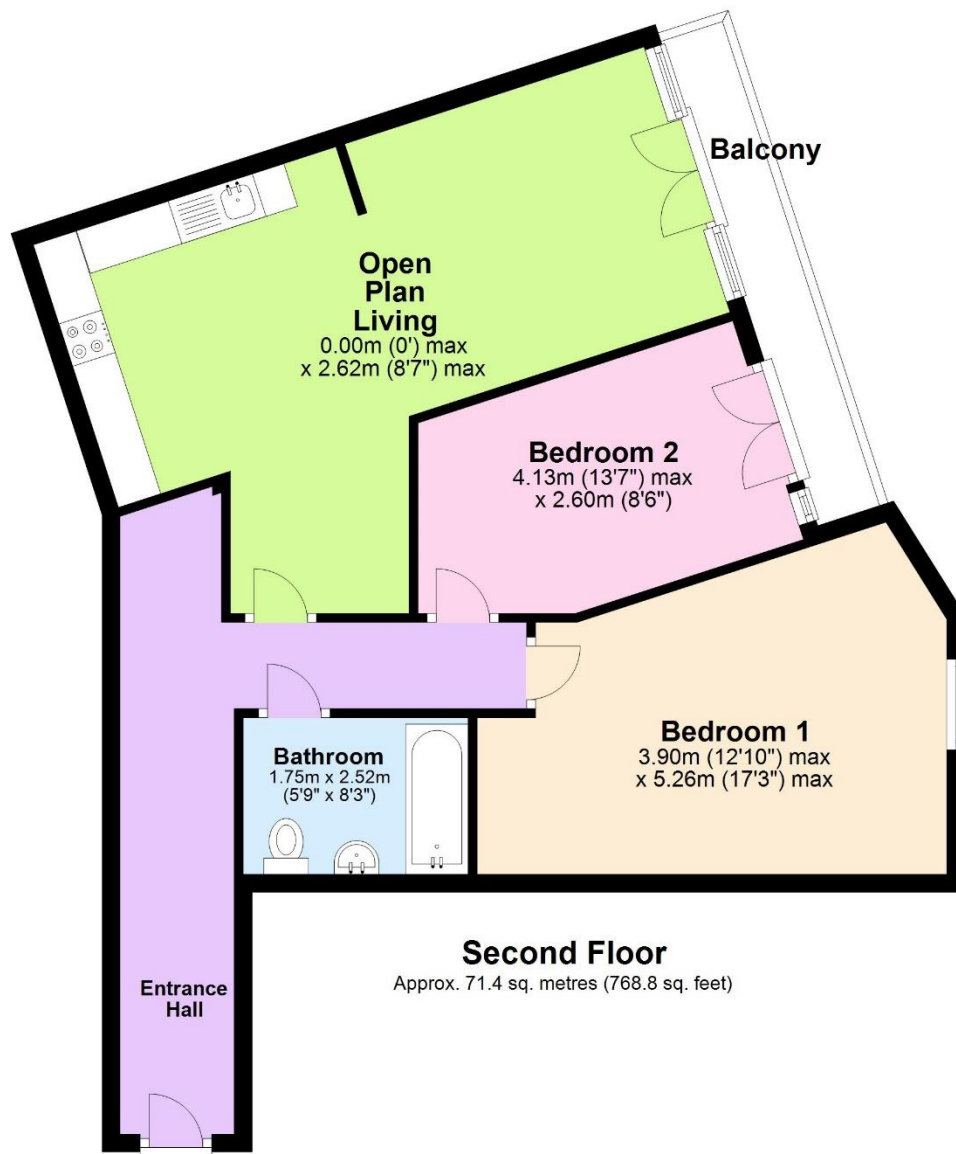 Balcony
Open
Plan
Living
0.00m (0') max
x 2.62m (8'7") max
Bedroom 2
4.13m (13'7") max
x 2.60m (8'6")
Bedroom 1
3.90m (12'10") max
x 5.26m (17'3") max
Bathroom
1.75m x 2.52m
(5'9" x 8'3")
Entrance
Hall
Second Floor
Approx. 71.4 sq. metres (768.8 sq. feet)